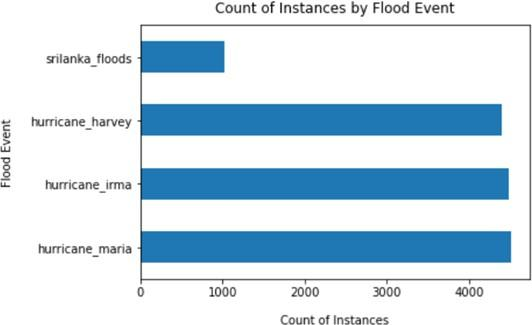 Count of Instances by Flood Event
Flood Event
srilanka_floods
hurricane_harvey
hurricane_irma
hurricane_maria
0 1000 2000 3000 4000
Count of Instances